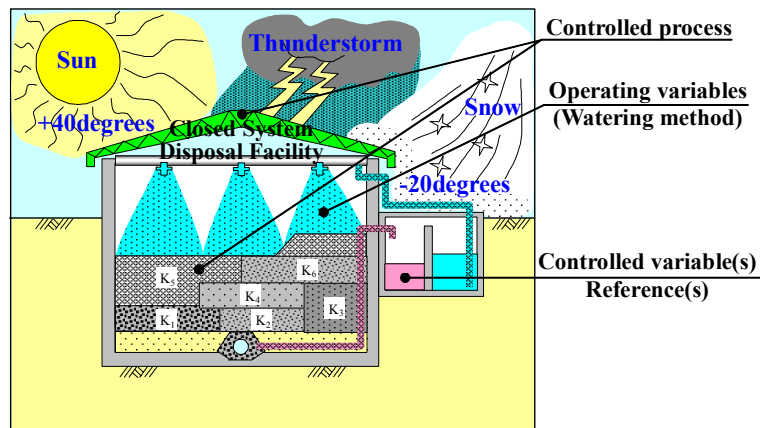 Controlled process
Thunderstorm
Sun
Operating variables
(Watering method)
Snow
+40degrees
Closed System
Disposal Facility
-20degrees
Controlled variable(s)
Reference(s)
K5
K6
K4
K3
K1
K2